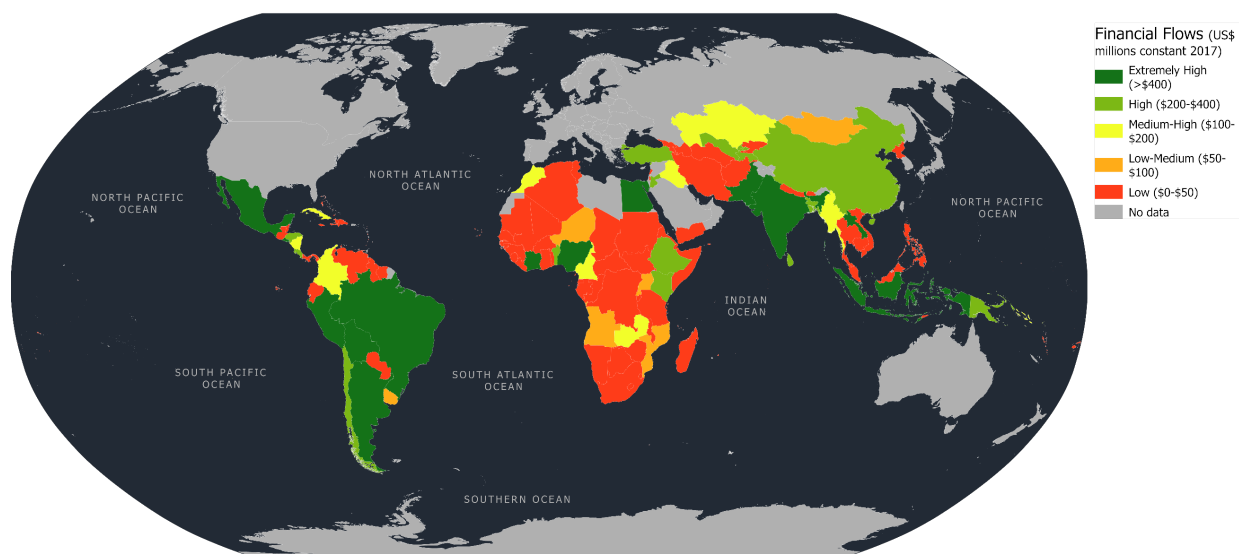 NORTH PACIFIC
OCEAN
NORTH ATLANTIC
OCEAN
NORTH PACIFIC
OCEAN
INDIAN
OCEAN
SOUTH PACIFIC
OCEAN
SOUTH ATLANTIC
OCEAN
SOUTHERN OCEAN
Financial Flows (US$
millions constant 2017)
Extremely High
(>$400)
High ($200-$400)
Medium-High ($100-
$200)
Low-Medium ($50-
$100)
Low ($0-$50)
No data